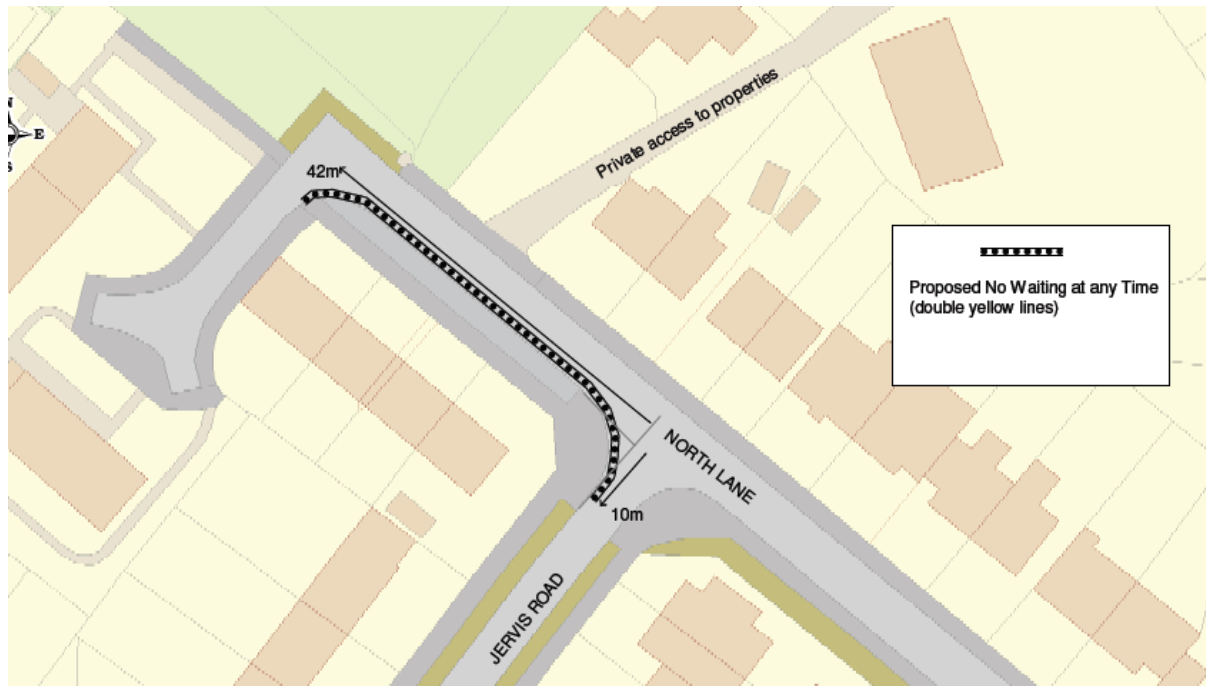 Private access to properties
N
E
S
42m
Proposed No Waiting at any Time
(double yellow lines)
NORTH LANE
10m
JERVIS ROAD